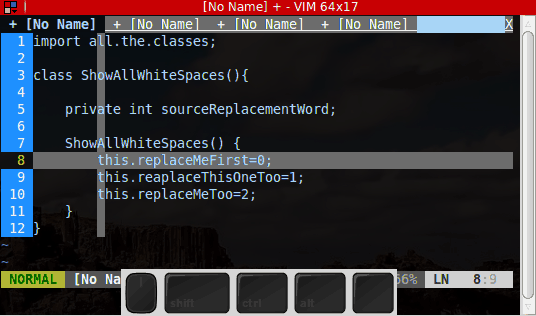 [No Name] + - VIM 64x17
+ [No Name] + [No Name] + [No Name] + [No Name] X
1 import all.the.classes;
2
3 class ShowAllWhiteSpaces(){
4
5 private int sourceReplacementWord;
6
7 ShowAllWhiteSpaces() {
8 this.replaceMeFirst=0;
9 this.reaplaceThisOneToo=1;
10 this.replaceMeToo=2;
11 }
12 }
~
~
NORMAL [No Na 66% LN 8:9
shift ctrl alt